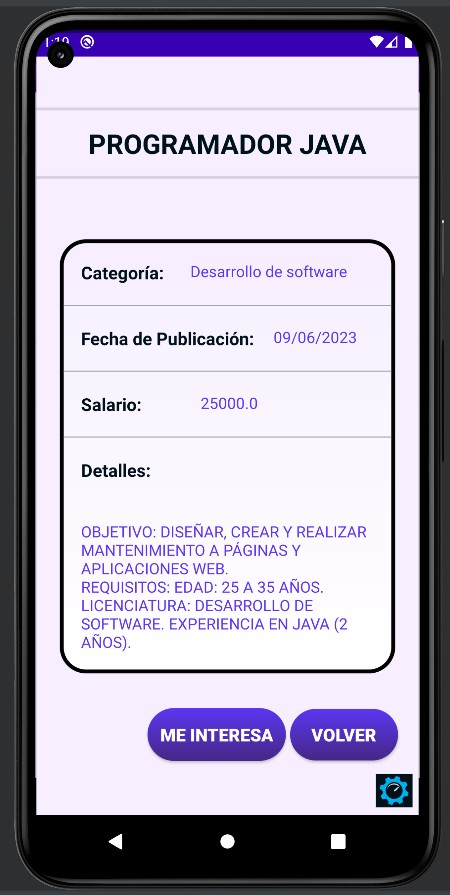 PROGRAMADOR JAVA
Categoría: Desarrollo de software
Fecha de Publicación: 09/06/2023
Salario: 25000.0
Detalles:
OBJETIVO: DISEÑAR, CREAR Y REALIZAR
MANTENIMIENTO A PÁGINAS Y
APLICACIONES WEB.
REQUISITOS: EDAD: 25 A 35 AÑOS.
LICENCIATURA: DESARROLLO DE
SOFTWARE. EXPERIENCIA EN JAVA (2
AÑOS).
ME INTERESA VOLVER